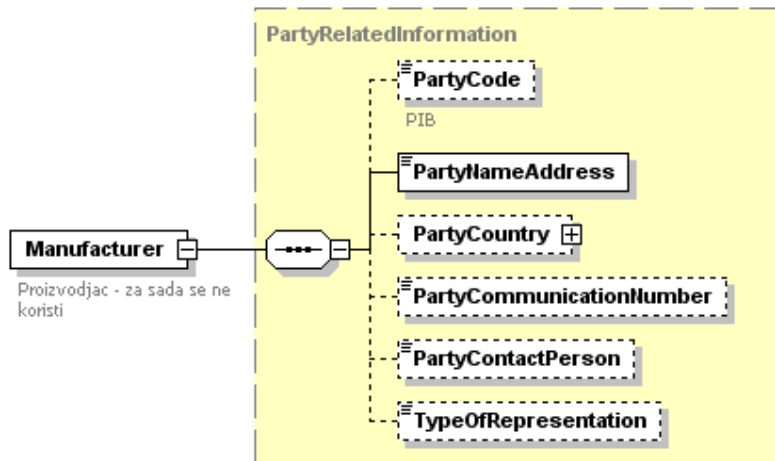 PartyRelatedInformation
PartyCode
PIB
PartyNameAddress
Manufacturer
Proizvodjac - za sada se ne
koristi
PartyCountry
PartyCommunicationNumber
PartyContactPerson
TypeOfRepresentation